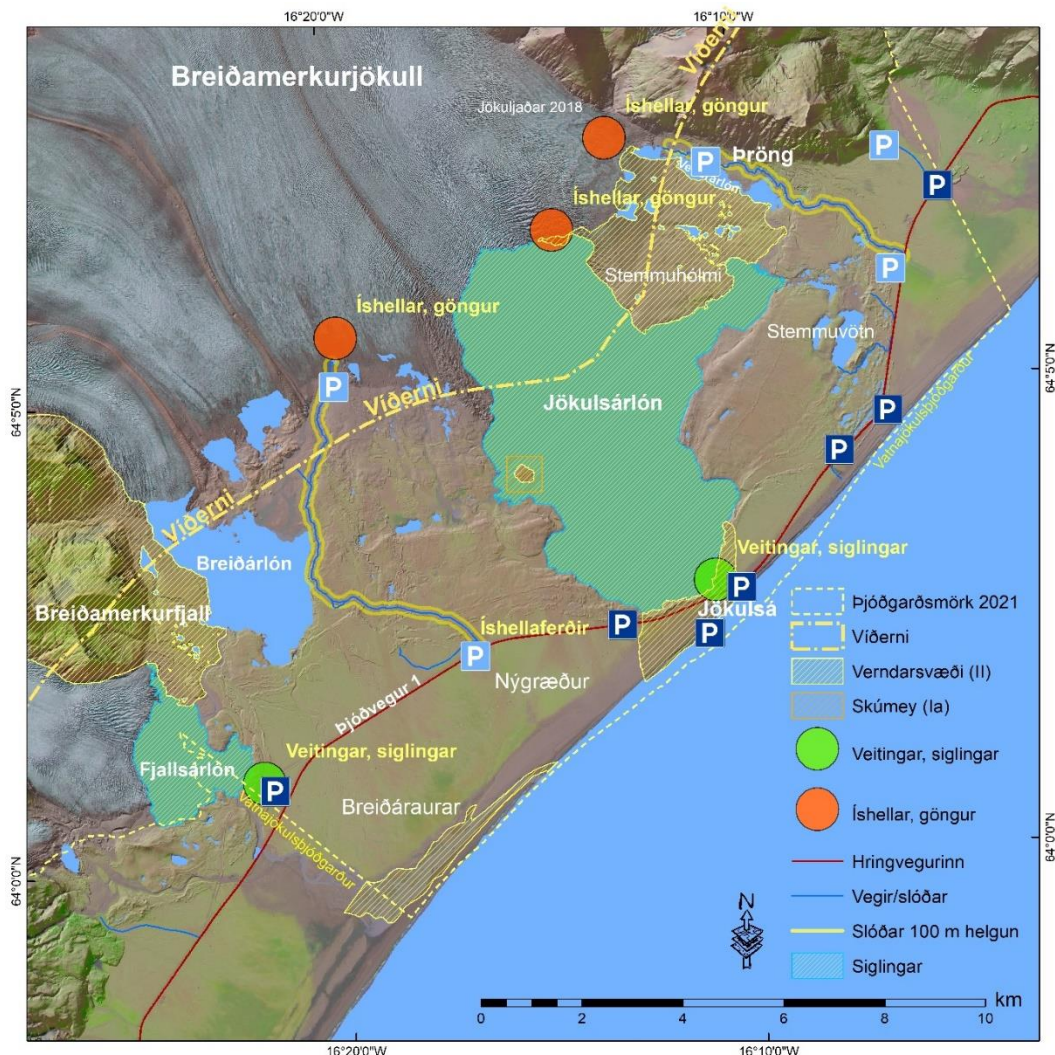 16°20'0"W
16°10'0"W
Víðerni
Breiðamerkurjökull
Jökuljaðar 2018
Íshellar, göngur
P
Þröng
P
P
Íshellar, göngur
Stemmuhólmi
P
Íshellar, göngur
Stemmuvötn
P
64°5'0"N
64°5'0"N
Víðerni
Jökulsárlón
P
P
Vatnajökulsþjóðgarður
Víðerni
Breiðárlón
Veitingar, siglingar
P
Breiðamerkurfjall
Íshellaferðir
P
Jökulsá
P
P
Nýgræður
Þjóðvegur 1
Veitingar, siglingar
Fjallsárlón
P
Breiðáraurar
Vatnajökulsþjóðgarður
64°0'0"N
64°0'0"N
Þjóðgarðsmörk 2021
Víðerni
Verndarsvæði (II)
Skúmey (Ia)
Veitingar, siglingar
Íshellar, göngur
Hringvegurinn
Vegir/slóðar
Slóðar 100 m helgun
Siglingar
N
km
0 2 4 6 8 10
16°20'0"W
16°10'0"W